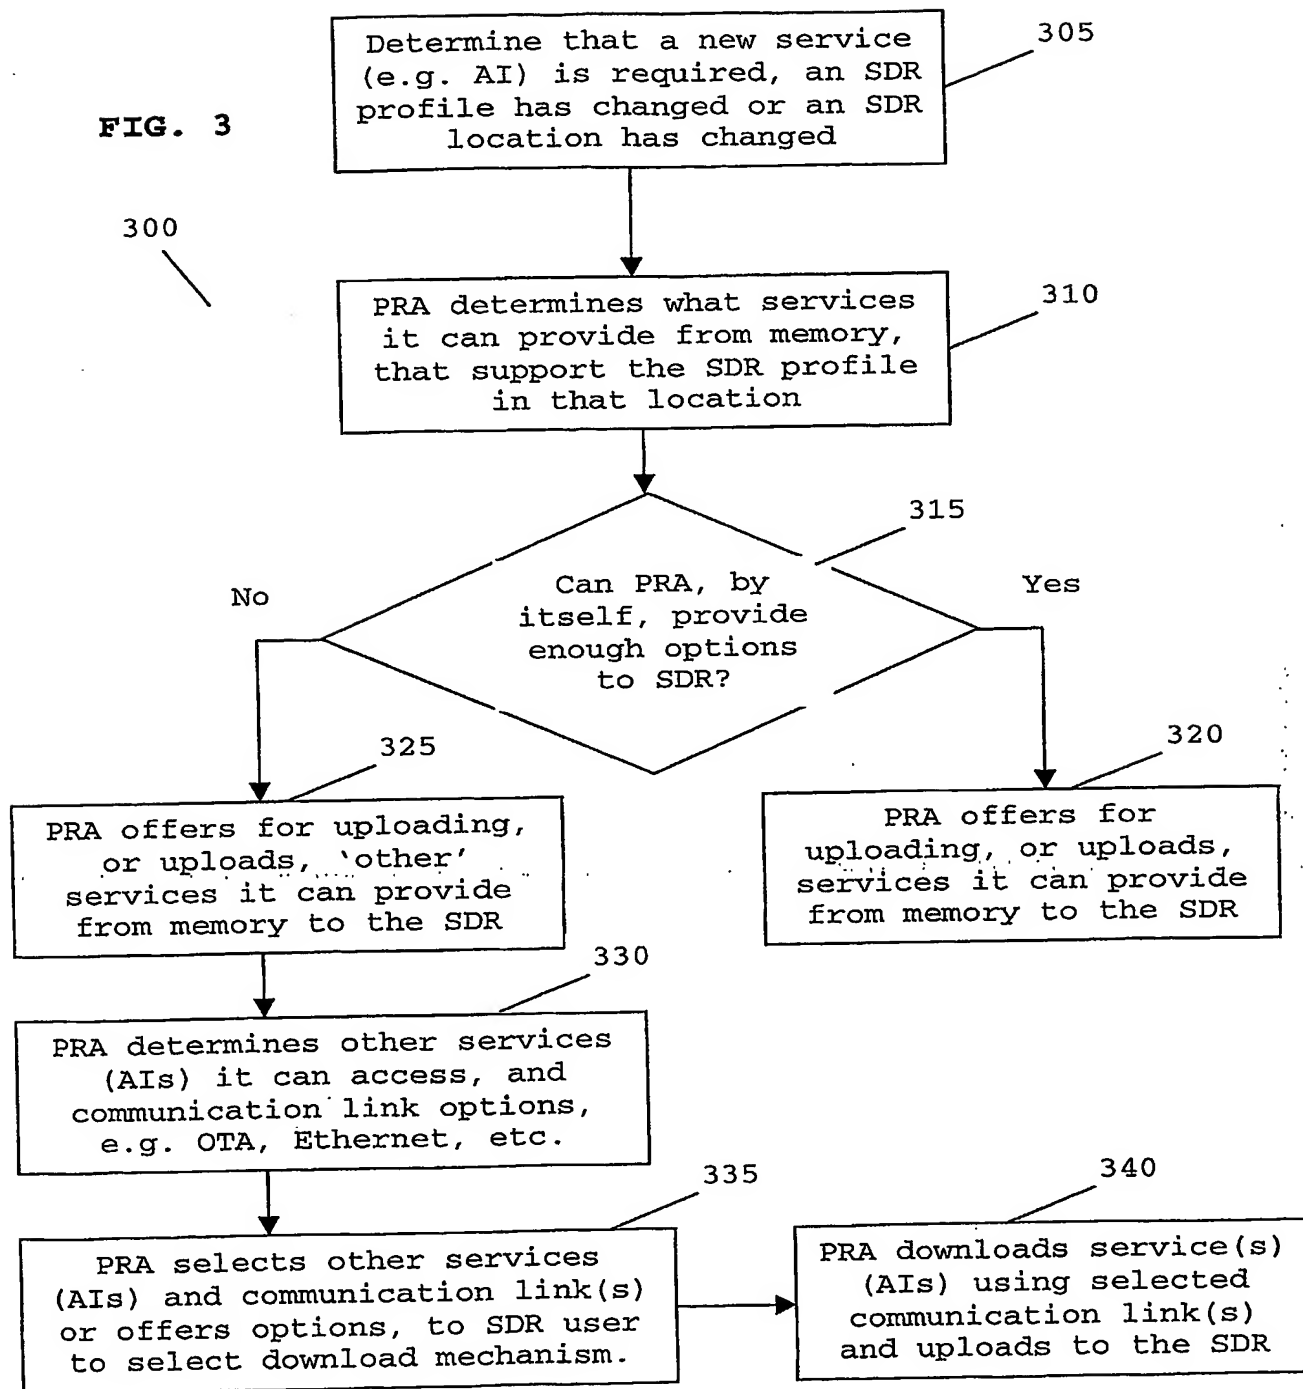 Determine that a new service
(e.g. AI) is required, an SDR
profile has changed or an SDR
location has changed
305
FIG. 3
300
PRA determines what services
it can provide from memory,
that support the SDR profile
in that location
310
315
Can PRA, by
itself, provide
enough options
to SDR?
No
Yes
325
320
PRA offers for uploading,
or uploads, 'other'
services it can provide
from memory to the SDR
PRA offers for
uploading, or uploads,
services it can provide
from memory to the SDR
330
PRA determines other services
(AIs) it can access, and
communication link options,
e.g. OTA, Ethernet, etc.
335
340
PRA selects other services
(AIs) and communication link(s)
or offers options, to SDR user
to select download mechanism.
PRA downloads service(s)
(AIs) using selected
communication link(s)
and uploads to the SDR